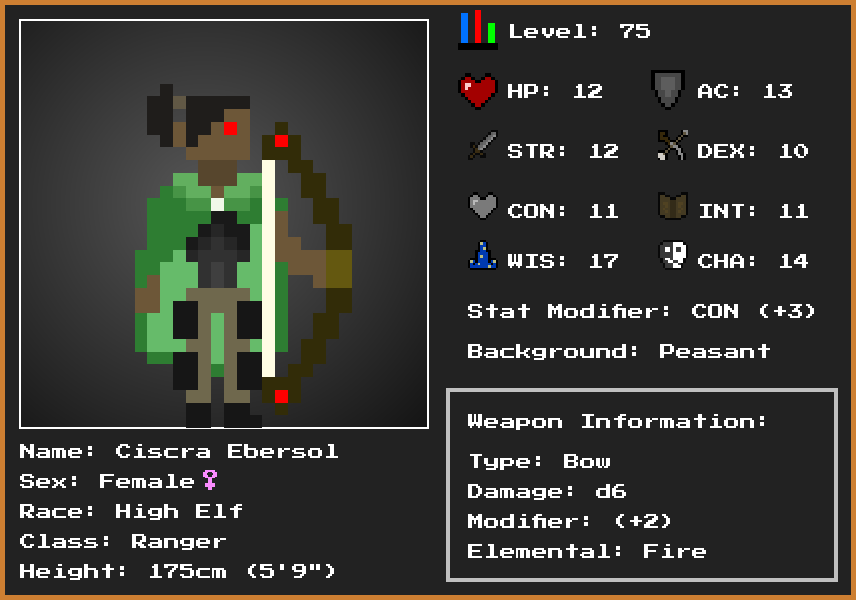 Level: 75
HP: 12 AC: 13
STR: 12 DEX: 10
CON: 11 INT: 11
WIS: 17 CHA: 14
Stat Modifier: CON (+3)
Background: Peasant
Weapon Information:
Type: Bow
Damage: d6
Modifier: (+2)
Elemental: Fire
Name: Ciscra Ebersol
Sex: Female♀
Race: High Elf
Class: Ranger
Height: 175cm (5'9")